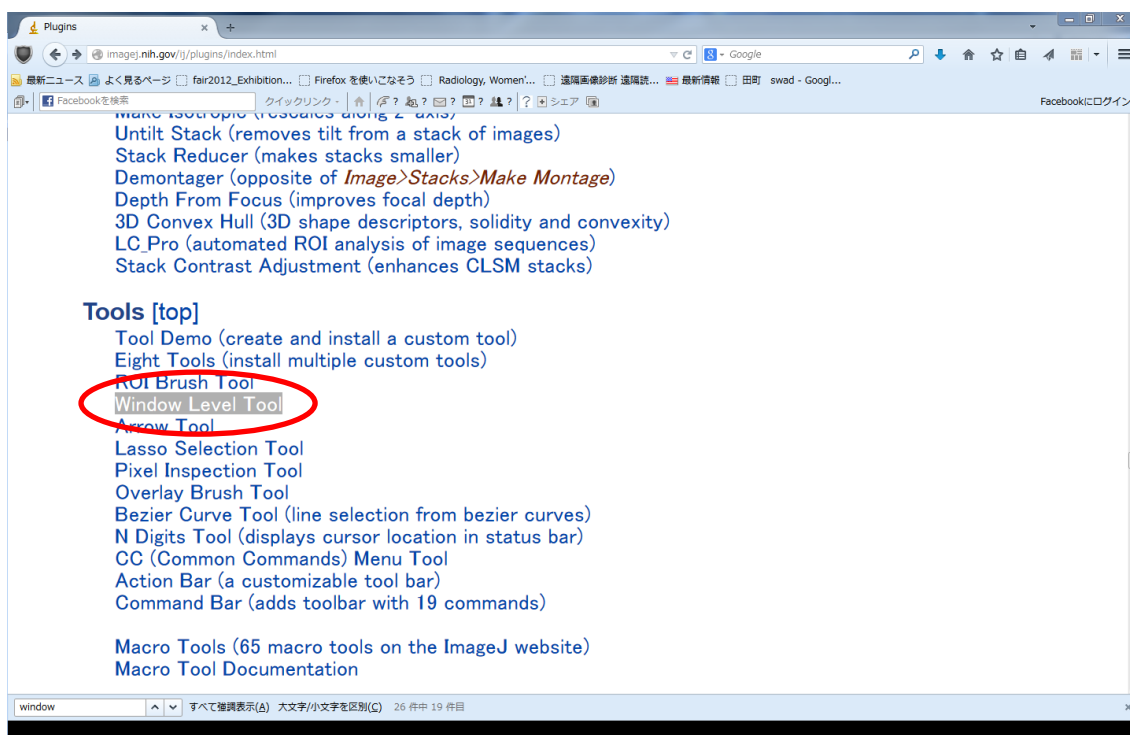 Plugins
imagej.nih.gov/ij/plugins/index.html
Google
最新ニュース よく見るページ fair2012_Exhibition... Firefox を使いこなそう Radiology, Women'... 遠隔画像診断 遠隔読... 最新情報 田町 swad - Googl...
Facebookを検索 クイックリンク - ? ? ? ? ? ? シェア Facebookにログイン
Make Isotropic (rescales along Z-axis)
Untilt Stack (removes tilt from a stack of images)
Stack Reducer (makes stacks smaller)
Demontager (opposite of Image>Stacks>Make Montage)
Depth From Focus (improves focal depth)
3D Convex Hull (3D shape descriptors, solidity and convexity)
LC_Pro (automated ROI analysis of image sequences)
Stack Contrast Adjustment (enhances CLSM stacks)
Tools [top]
Tool Demo (create and install a custom tool)
Eight Tools (install multiple custom tools)
ROI Brush Tool
Window Level Tool
Arrow Tool
Lasso Selection Tool
Pixel Inspection Tool
Overlay Brush Tool
Bezier Curve Tool (line selection from bezier curves)
N Digits Tool (displays cursor location in status bar)
CC (Common Commands) Menu Tool
Action Bar (a customizable tool bar)
Command Bar (adds toolbar with 19 commands)
Macro Tools (65 macro tools on the ImageJ website)
Macro Tool Documentation
window すべて強調表示(A) 大文字/小文字を区別(C) 26 件中 19 件目